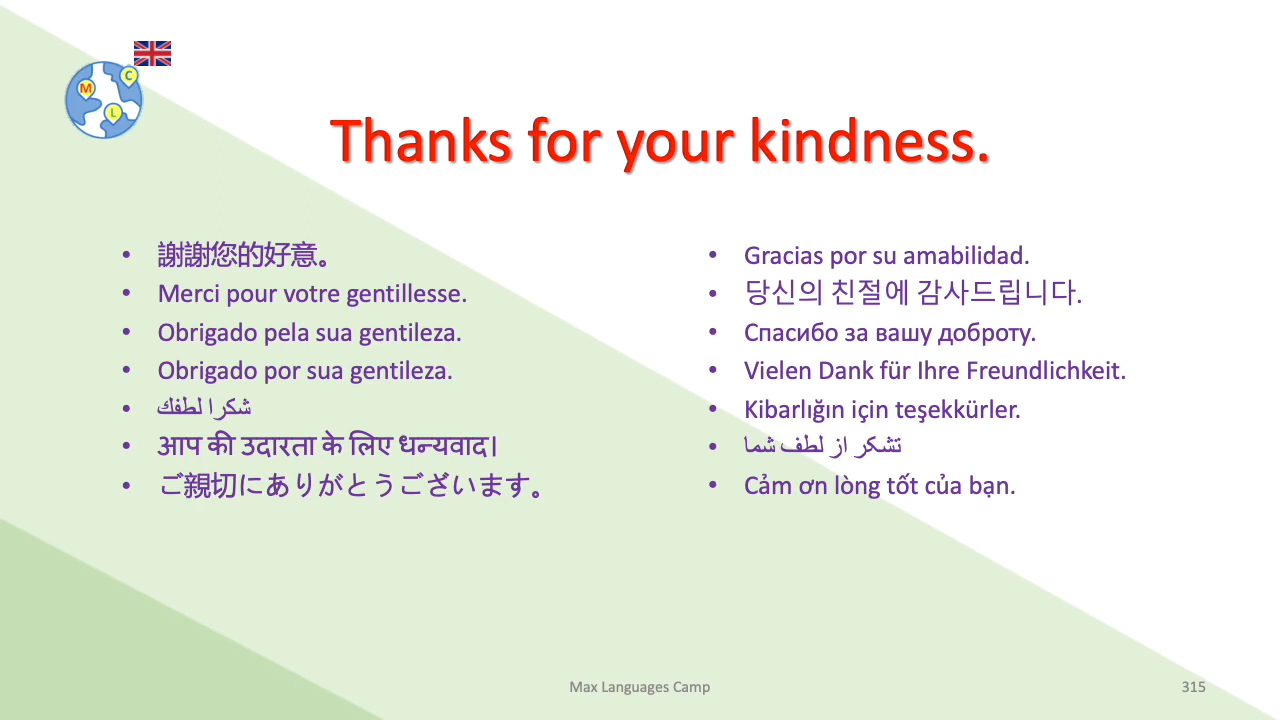 M
C
L
Thanks for your kindness.
• 謝謝您的好意。
• Merci pour votre gentillesse.
• Obrigado pela sua gentileza.
• Obrigado por sua gentileza.
• شكرا لطفك
• आप की उदारता के लिए धन्यवाद।
• ご親切にありがとうございます。
• Gracias por su amabilidad.
• 당신의 친절에 감사드립니다.
• Спасибо за вашу доброту.
• Vielen Dank für Ihre Freundlichkeit.
• Kibarlığın için teşekkürler.
• تشکر از لطف شما
• Cảm ơn lòng tốt của bạn.
Max Languages Camp
315